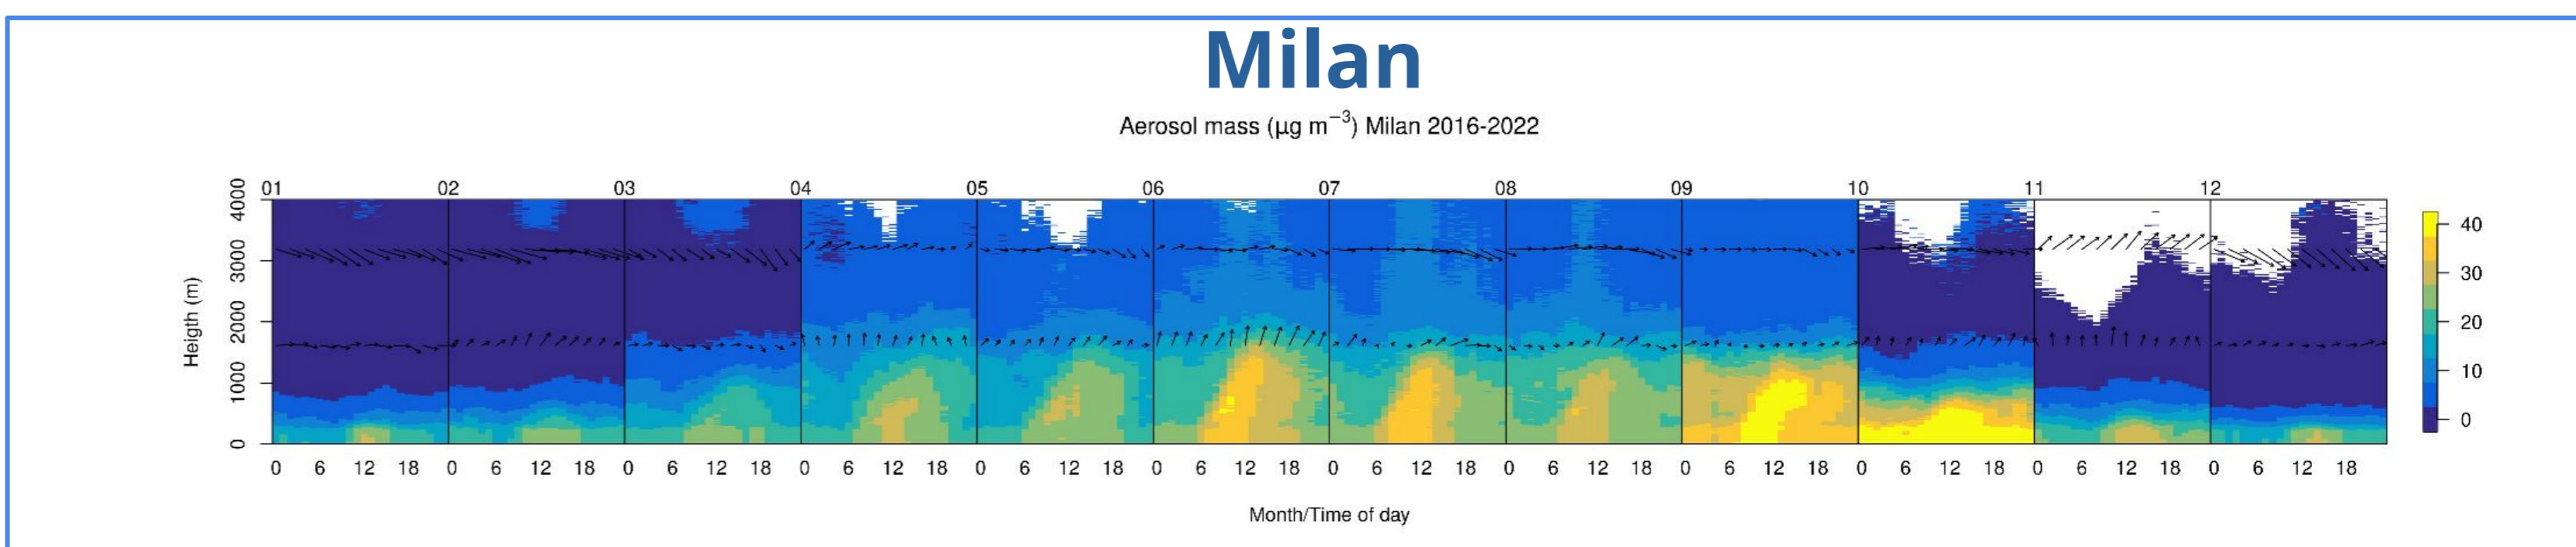 Milan
Aerosol mass (µg m⁻³) Milan 2016-2022
01 02 03 04 05 06 07 08 09 10 11 12
4000
3000
2000
1000
0
Heigth (m)
40
30
20
10
0
0 6 12 18 0 6 12 18 0 6 12 18 0 6 12 18 0 6 12 18 0 6 12 18 0 6 12 18 0 6 12 18 0 6 12 18 0 6 12 18 0 6 12 18 0 6 12 18
Month/Time of day